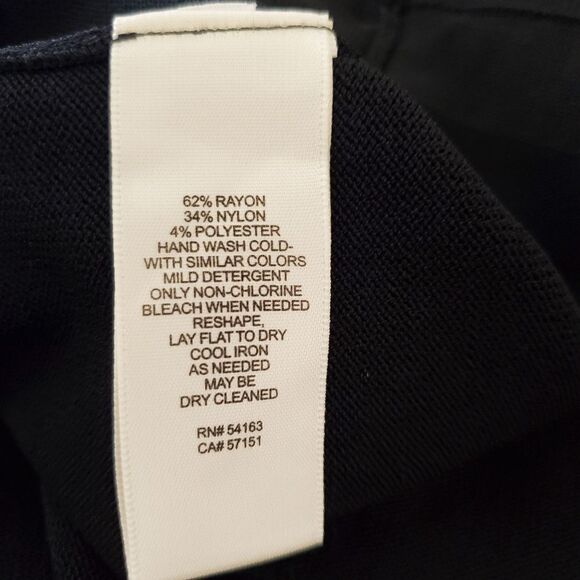 62% RAYON
34% NYLON
4% POLYESTER
HAND WASH COLD-
WITH SIMILAR COLORS
MILD DETERGENT
ONLY NON-CHLORINE
BLEACH WHEN NEEDED
RESHAPE,
LAY FLAT TO DRY
COOL IRON
AS NEEDED
MAY BE
DRY CLEANED
RN# 54163
CA# 57151